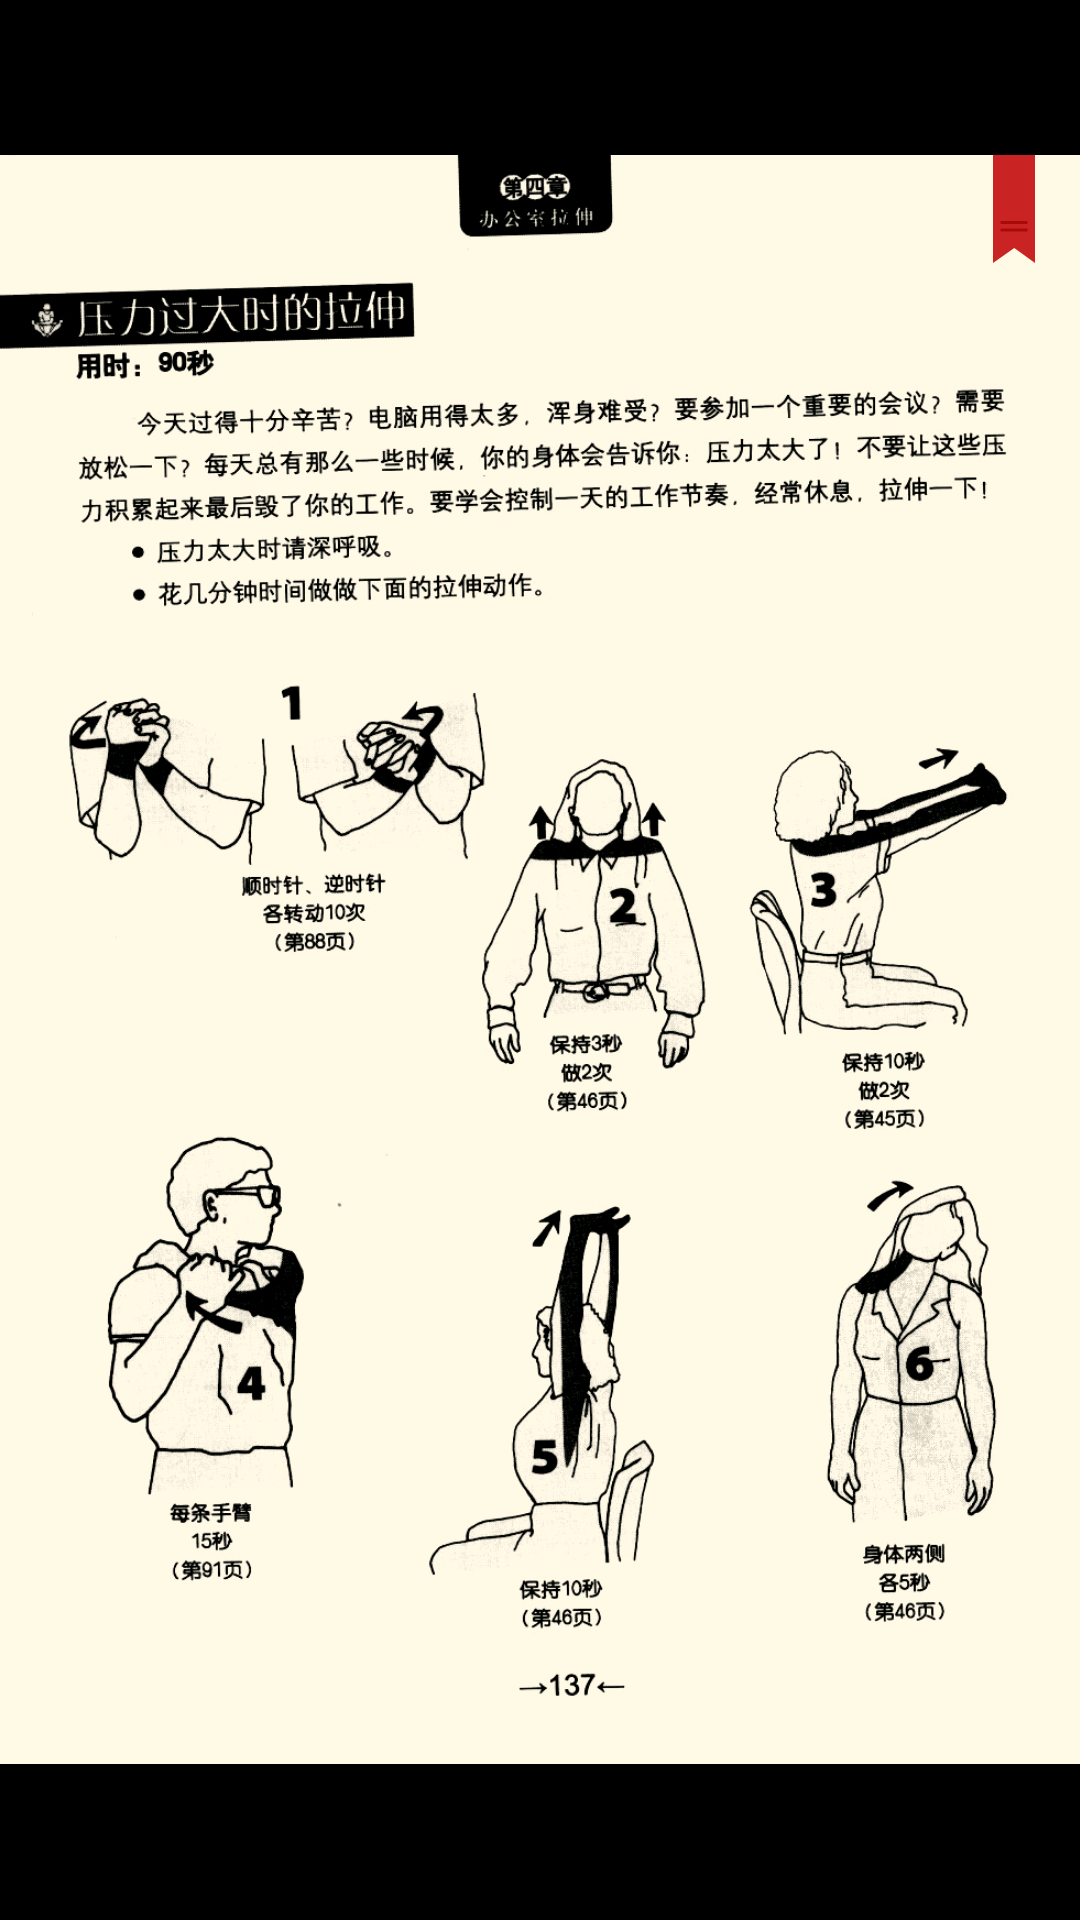 第四章
办公室拉伸
压力过大时的拉伸
用时：90秒
今天过得十分辛苦？电脑用得太多，浑身难受？要参加一个重要的会议？需要
放松一下？每天总有那么一些时候，你的身体会告诉你：压力太大了！不要让这些压
力积累起来最后毁了你的工作。要学会控制一天的工作节奏，经常休息，拉伸一下！
● 压力太大时请深呼吸。
● 花几分钟时间做做下面的拉伸动作。
1
顺时针、逆时针
各转动10次
（第88页）
2
保持3秒
做2次
（第46页）
3
保持10秒
做2次
（第45页）
4
每条手臂
15秒
（第91页）
5
保持10秒
（第46页）
6
身体两侧
各5秒
（第46页）
→137←